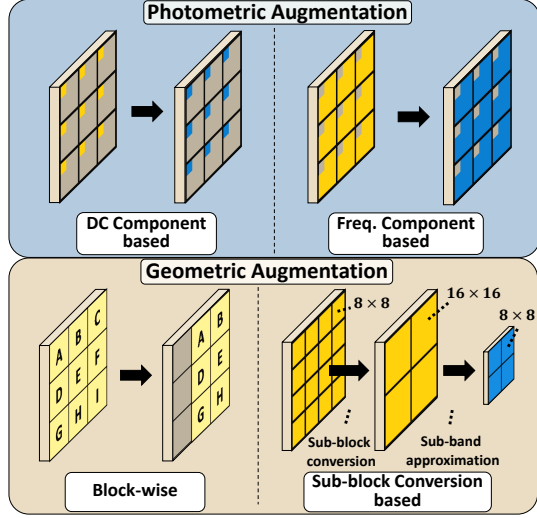 Photometric Augmentation
DC Component
based
Freq. Component
based
Geometric Augmentation
A B C
D E F
G H I
A B
D E
G H
Block-wise
8 × 8
16 × 16
8 × 8
Sub-block
conversion
Sub-band
approximation
Sub-block Conversion
based